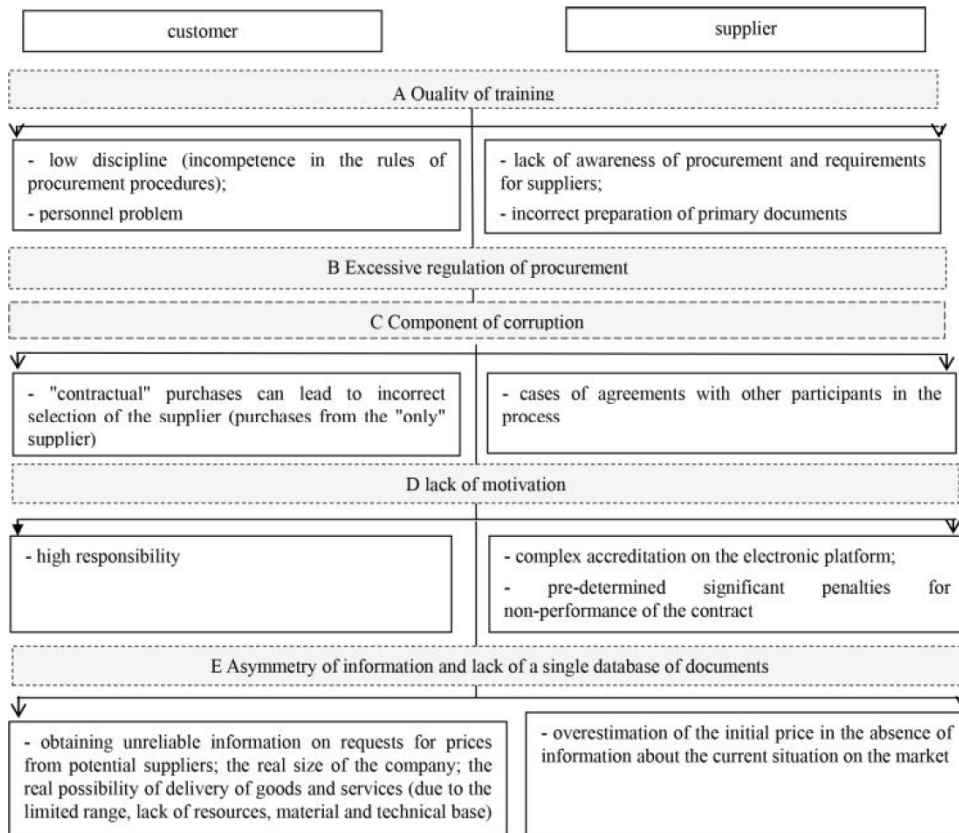 customer
supplier
A Quality of training
- low discipline (incompetence in the rules of
procurement procedures);
- personnel problem
- lack of awareness of procurement and requirements
for suppliers;
- incorrect preparation of primary documents
B Excessive regulation of procurement
C Component of corruption
- "contractual" purchases can lead to incorrect
selection of the supplier (purchases from the "only"
supplier)
- cases of agreements with other participants in the
process
D lack of motivation
- high responsibility
- complex accreditation on the electronic platform;
- pre-determined significant penalties for
non-performance of the contract
E Asymmetry of information and lack of a single database of documents
- obtaining unreliable information on requests for prices
from potential suppliers; the real size of the company; the
real possibility of delivery of goods and services (due to
the limited range, lack of resources, material and technical base)
- overestimation of the initial price in the absence of
information about the current situation on the market